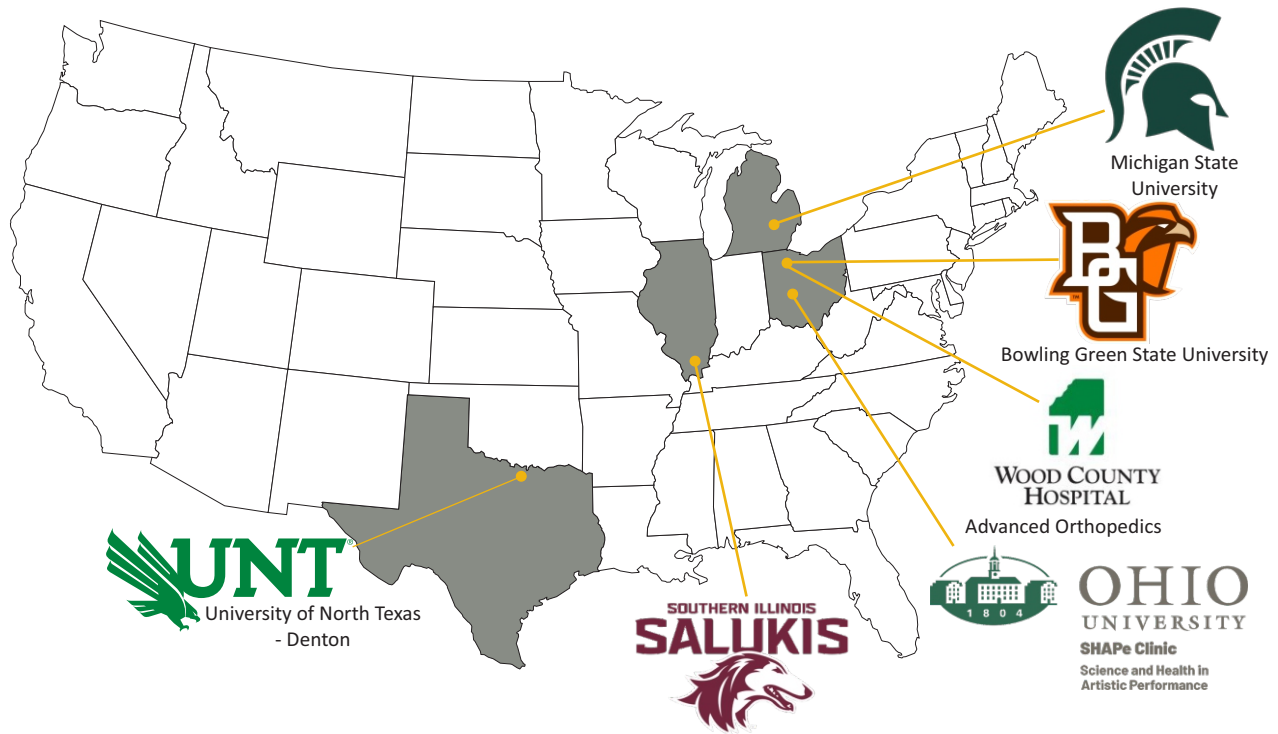 Michigan State
University
BG
TM
Bowling Green State University
W
WOOD COUNTY
HOSPITAL
Advanced Orthopedics
UNT®
University of North Texas
- Denton
SOUTHERN ILLINOIS
SALUKIS
1804
OHIO
UNIVERSITY
SHAPe Clinic
Science and Health in
Artistic Performance